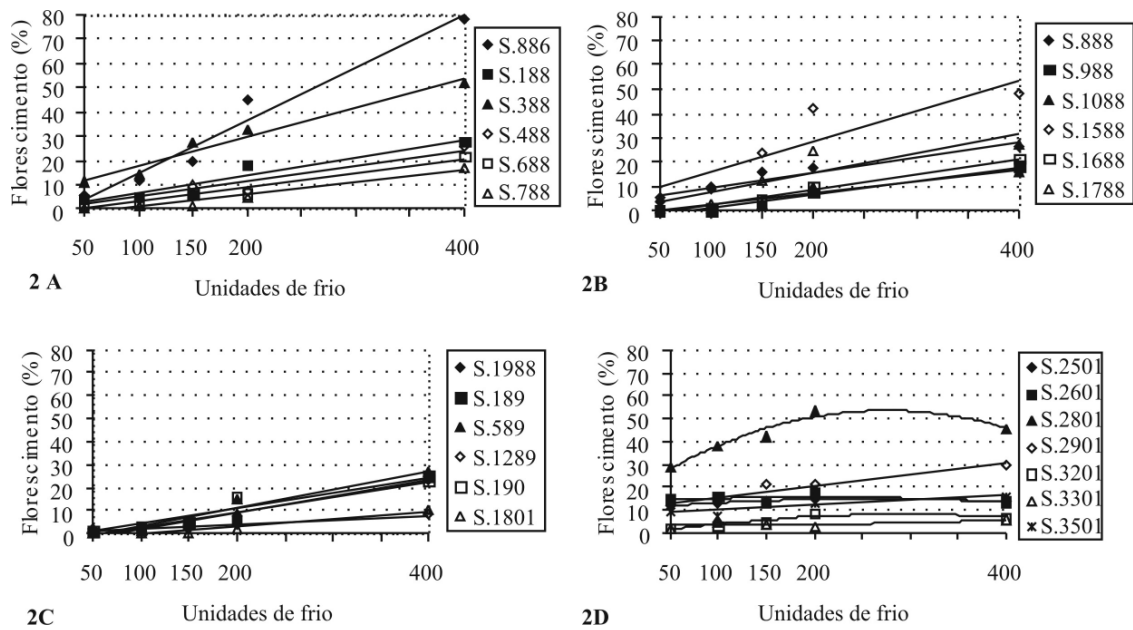 Florescimento (%)
80
70
60
50
40
30
20
10
0
50 100 150 200 400
Unidades de frio
2 A
S.886
S.188
S.388
S.488
S.688
S.788
Florescimento (%)
80
70
60
50
40
30
20
10
0
50 100 150 200 400
Unidades de frio
2B
S.888
S.988
S.1088
S.1588
S.1688
S.1788
Florescimento (%)
80
70
60
50
40
30
20
10
0
50 100 150 200 400
Unidades de frio
2C
S.1988
S.189
S.589
S.1289
S.190
S.1801
Florescimento (%)
80
70
60
50
40
30
20
10
0
50 100 150 200 400
Unidades de frio
2D
S.2501
S.2601
S.2801
S.2901
S.3201
S.3301
S.3501